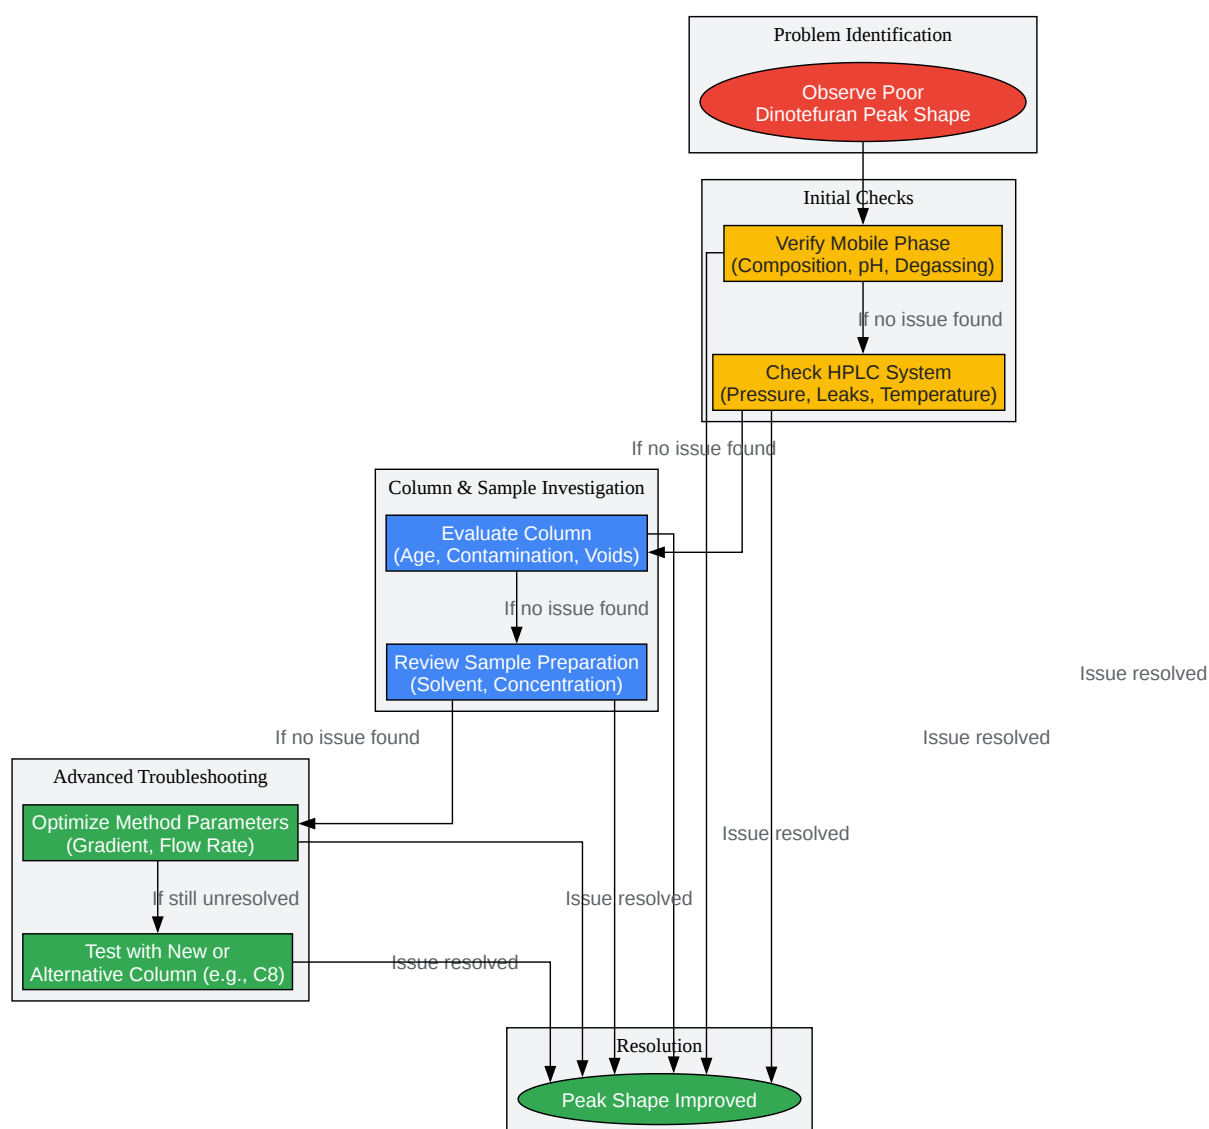 Problem Identification
Observe Poor
Dinotefuran Peak Shape
Initial Checks
Verify Mobile Phase
(Composition, pH, Degassing)
If no issue found
Check HPLC System
(Pressure, Leaks, Temperature)
If no issue found
Column & Sample Investigation
Evaluate Column
(Age, Contamination, Voids)
If no issue found
Review Sample Preparation
(Solvent, Concentration)
Issue resolved
If no issue found
Issue resolved
Advanced Troubleshooting
Optimize Method Parameters
(Gradient, Flow Rate)
Issue resolved
If still unresolved
Issue resolved
Test with New or
Alternative Column (e.g., C8)
Issue resolved
Resolution
Peak Shape Improved